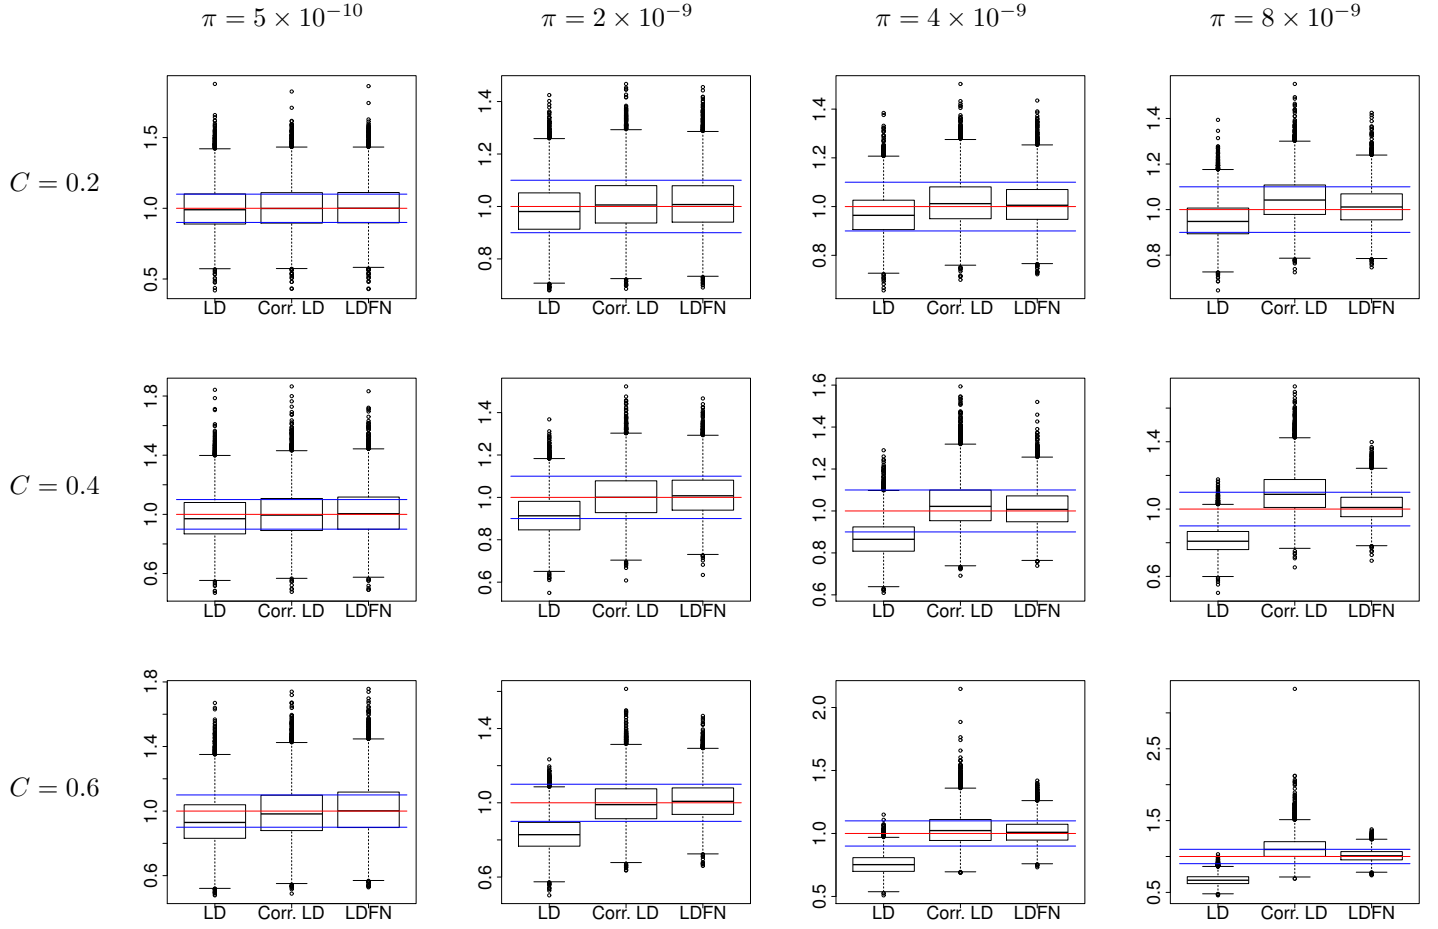 π = 5 × 10⁻¹⁰ π = 2 × 10⁻⁹ π = 4 × 10⁻⁹ π = 8 × 10⁻⁹
C = 0.2
0.5 1.0 1.5
LD Corr. LD LDFN
0.8 1.0 1.2 1.4
LD Corr. LD LDFN
0.8 1.0 1.2 1.4
LD Corr. LD LDFN
0.8 1.0 1.2 1.4
LD Corr. LD LDFN
C = 0.4
0.6 1.0 1.4 1.8
LD Corr. LD LDFN
0.6 0.8 1.0 1.2 1.4
LD Corr. LD LDFN
0.6 0.8 1.0 1.2 1.4 1.6
LD Corr. LD LDFN
0.6 1.0 1.4
LD Corr. LD LDFN
C = 0.6
0.6 1.0 1.4 1.8
LD Corr. LD LDFN
0.6 1.0 1.4
LD Corr. LD LDFN
0.5 1.0 1.5 2.0
LD Corr. LD LDFN
0.5 1.5 2.5
LD Corr. LD LDFN